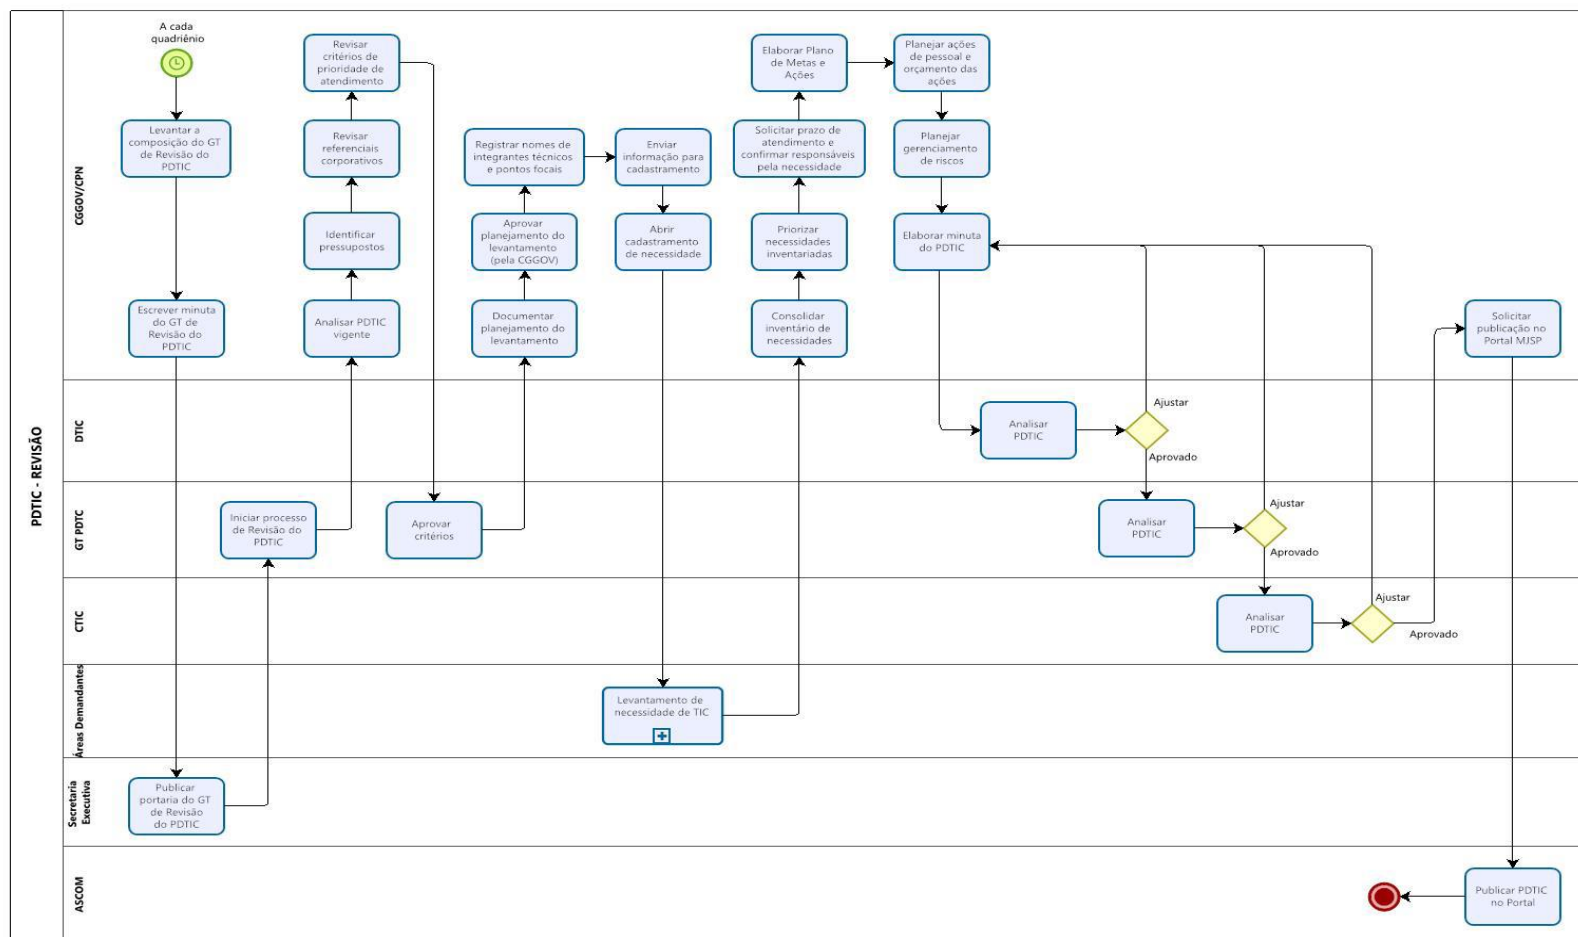 PDTIC - REVISÃO
CGGOV/CPN
A cada
quadriênio
Levantar a
composição do GT
de Revisão do
PDTIC
Escrever minuta
do GT de
Revisão do
PDTIC
Revisar
critérios de
prioridade de
atendimento
Revisar
referenciais
corporativos
Identificar
pressupostos
Analisar PDTIC
vigente
Registrar nomes de
integrantes técnicos
e pontos focais
Aprovar
planejamento do
levantamento
(pela CGGOV)
Documentar
planejamento do
levantamento
Enviar
informação para
cadastramento
Abrir
cadastramento
de necessidade
Elaborar Plano
de Metas e
Ações
Solicitar prazo de
atendimento e
confirmar responsáveis
pela necessidade
Priorizar
necessidades
inventariadas
Consolidar
inventário de
necessidades
Planejar ações
de pessoal e
orçamento das
ações
Planejar
gerenciamento
de riscos
Elaborar minuta
do PDTIC
Solicitar
publicação no
Portal MJSP
DTIC
Analisar
PDTIC
Ajustar
Aprovado
GT PDTC
Iniciar processo
de Revisão do
PDTIC
Aprovar
critérios
Analisar
PDTIC
Ajustar
Aprovado
CTIC
Analisar
PDTIC
Ajustar
Aprovado
Áreas Demandantes
Levantamento de
necessidade de TIC
Secretaria
Executiva
Publicar
portaria do GT
de Revisão
do PDTIC
ASCOM
Publicar PDTIC
no Portal